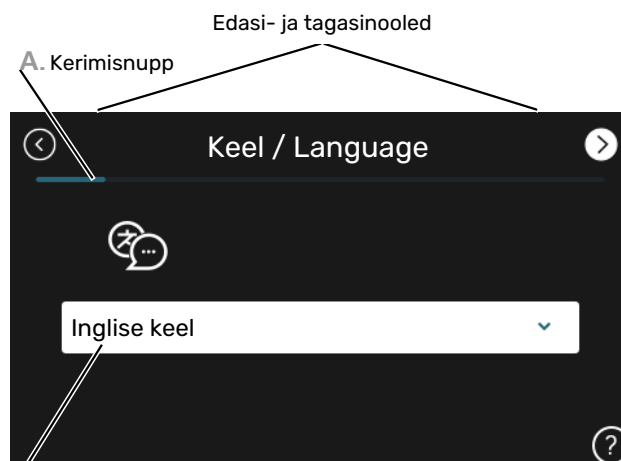 Edasi- ja tagasinooled
A. Kerimisnupp
Keel / Language
Inglise keel
?